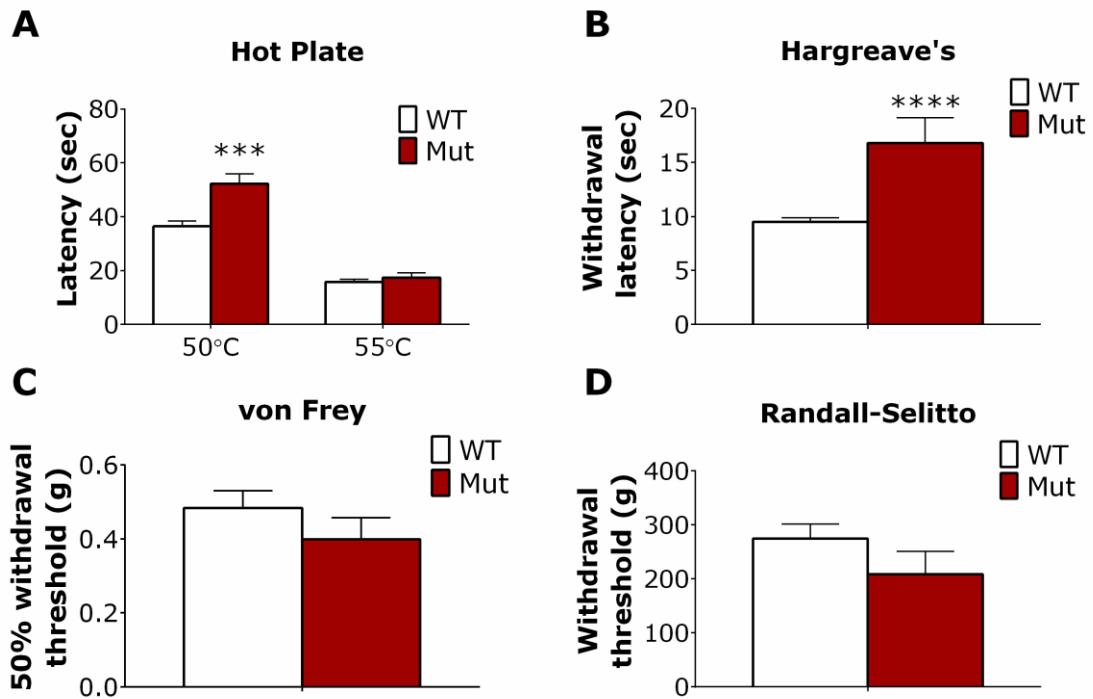 A
Hot Plate
Latency (sec)
80
60
40
20
0
***
WT
Mut
50°C
55°C
B
Hargreave's
Withdrawal
latency (sec)
20
15
10
5
0
****
WT
Mut
C
von Frey
50% withdrawal
threshold (g)
0.6
0.4
0.2
0.0
WT
Mut
D
Randall-Selitto
Withdrawal
threshold (g)
400
300
200
100
0
WT
Mut